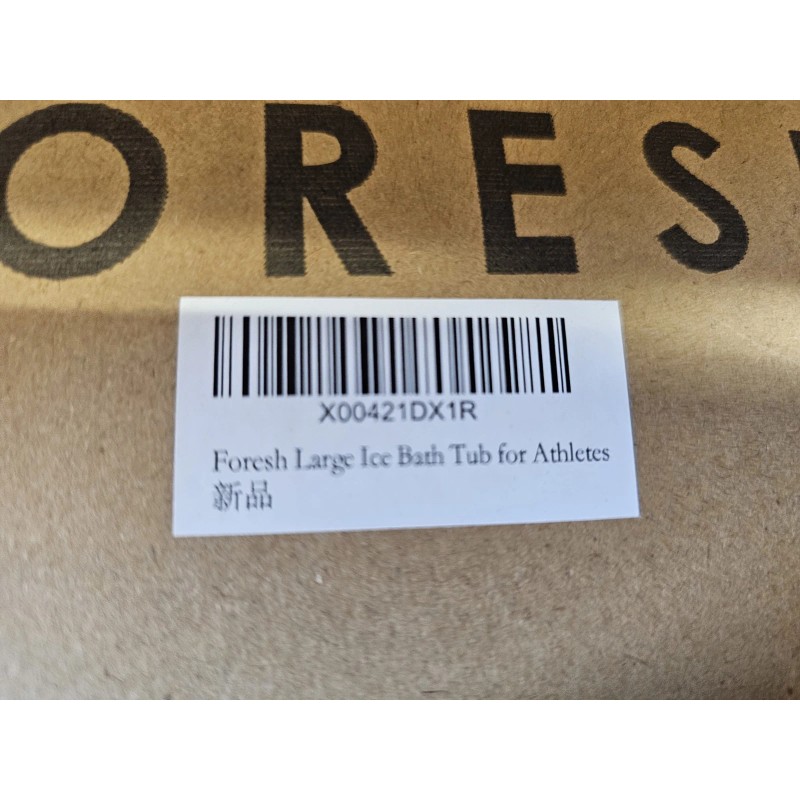 ORES
X00421DX1R
Foresh Large Ice Bath Tub for Athletes
新品